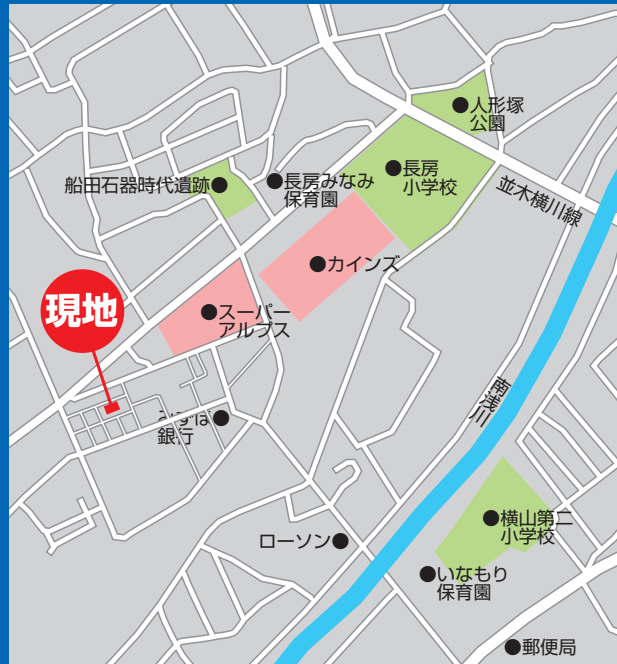 人形塚
公園
長房
小学校
船田石器時代遺跡
長房みなみ
保育園
並木横川線
カインズ
現地
スーパー
アルプス
南浅川
みずほ
銀行
横山第二
小学校
ローソン
いなもり
保育園
郵便局